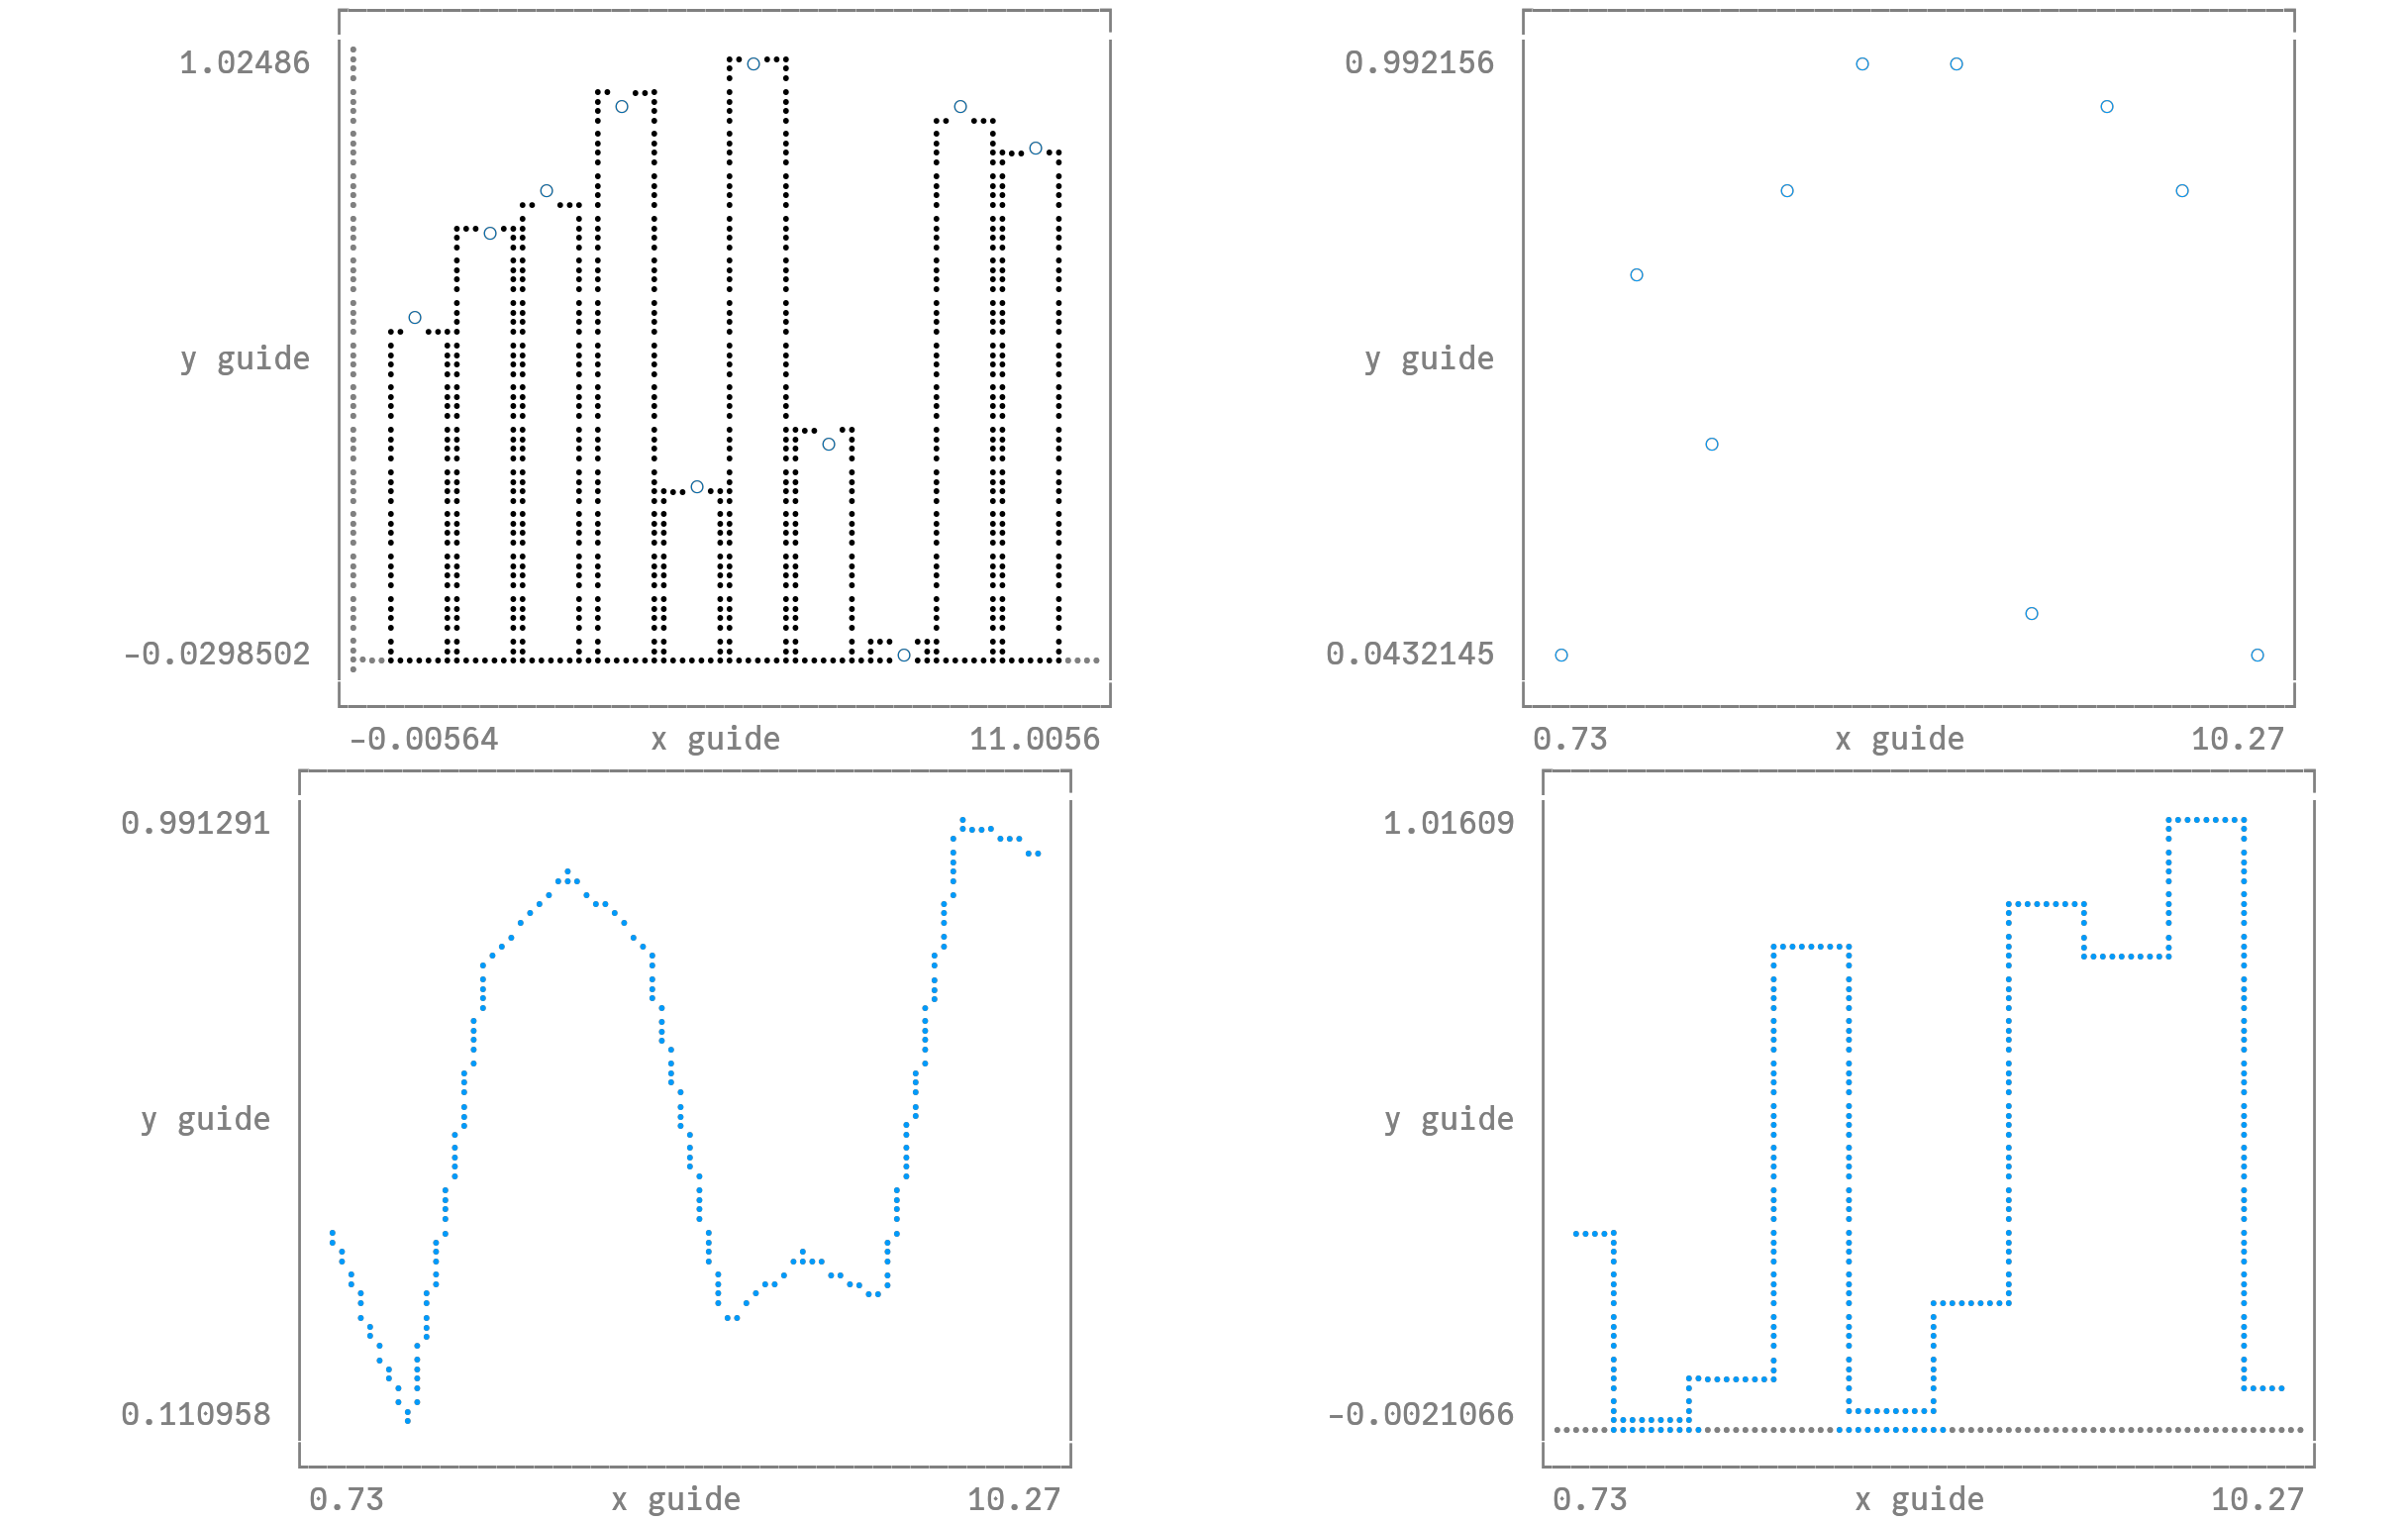 1.02486
y guide
-0.0298502
-0.00564 x guide 11.0056
0.992156
y guide
0.0432145
0.73 x guide 10.27
0.991291
y guide
0.110958
0.73 x guide 10.27
1.01609
y guide
-0.0021066
0.73 x guide 10.27